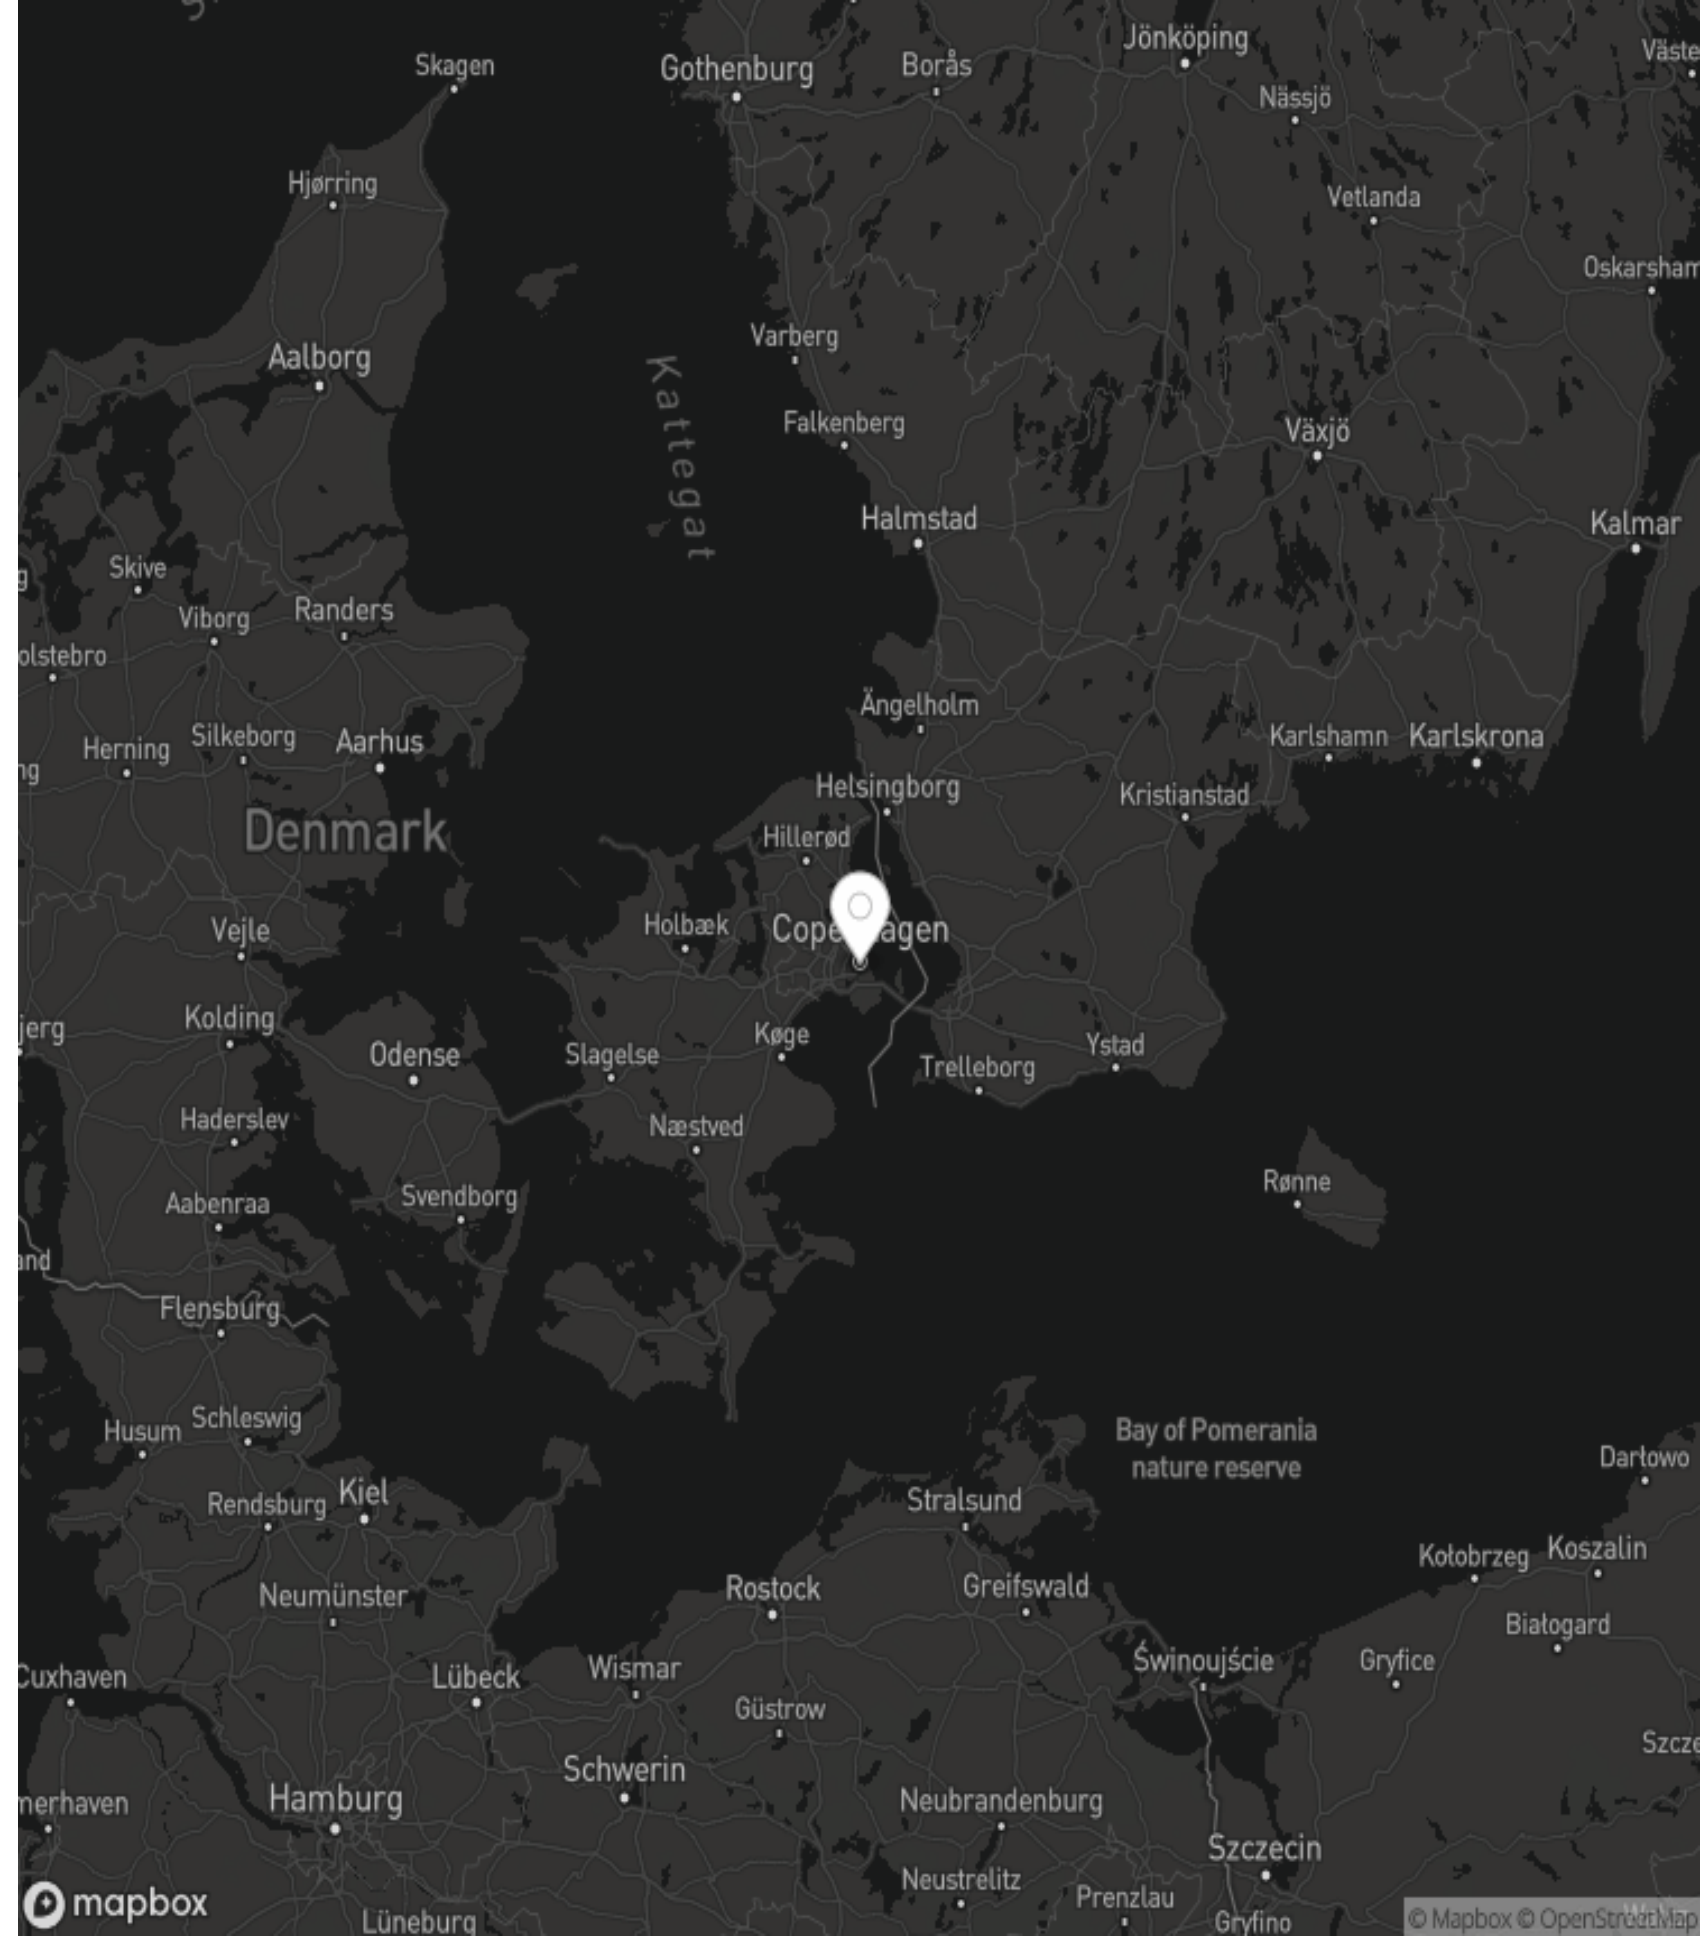 Skagen
Gothenburg
Borås
Jönköping
Nässjö
Hjørring
Vetlanda
Aalborg
Varberg
Kattegat
Falkenberg
Växjö
Halmstad
Kalmar
Skive
Viborg
Randers
olstebro
Ängelholm
Herning
Silkeborg
Aarhus
Karlshamn
Karlskrona
Helsingborg
Kristianstad
Denmark
Hillerød
Vejle
Holbæk
Kolding
jerg
Odense
Slagelse
Køge
Ystad
Trelleborg
Haderslev
Næstved
Rønne
Aabenraa
Svendborg
Flensburg
Husum
Schleswig
Bay of Pomerania
nature reserve
Darłowo
Rendsburg
Kiel
Stralsund
Kołobrzeg
Koszalin
Neumünster
Rostock
Greifswald
Białogard
Cuxhaven
Lübeck
Wismar
Świnoujście
Gryfice
Güstrow
Schwerin
merhaven
Hamburg
Neubrandenburg
Szczecin
Neustrelitz
Prenzlau
mapbox
Lüneburg
Gryfino
© Mapbox © OpenStreetMap